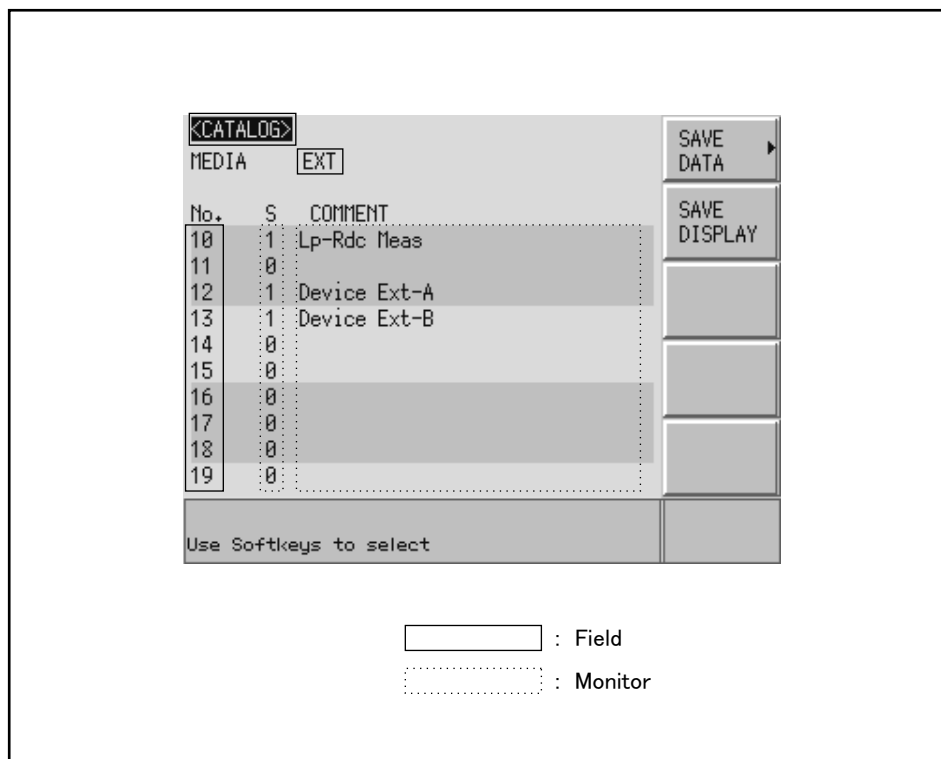 <CATALOG>
MEDIA EXT
No. S COMMENT
10 1 Lp-Rdc Meas
11 0
12 1 Device Ext-A
13 1 Device Ext-B
14 0
15 0
16 0
17 0
18 0
19 0
Use Softkeys to select
SAVE
DATA
SAVE
DISPLAY
: Field
: Monitor